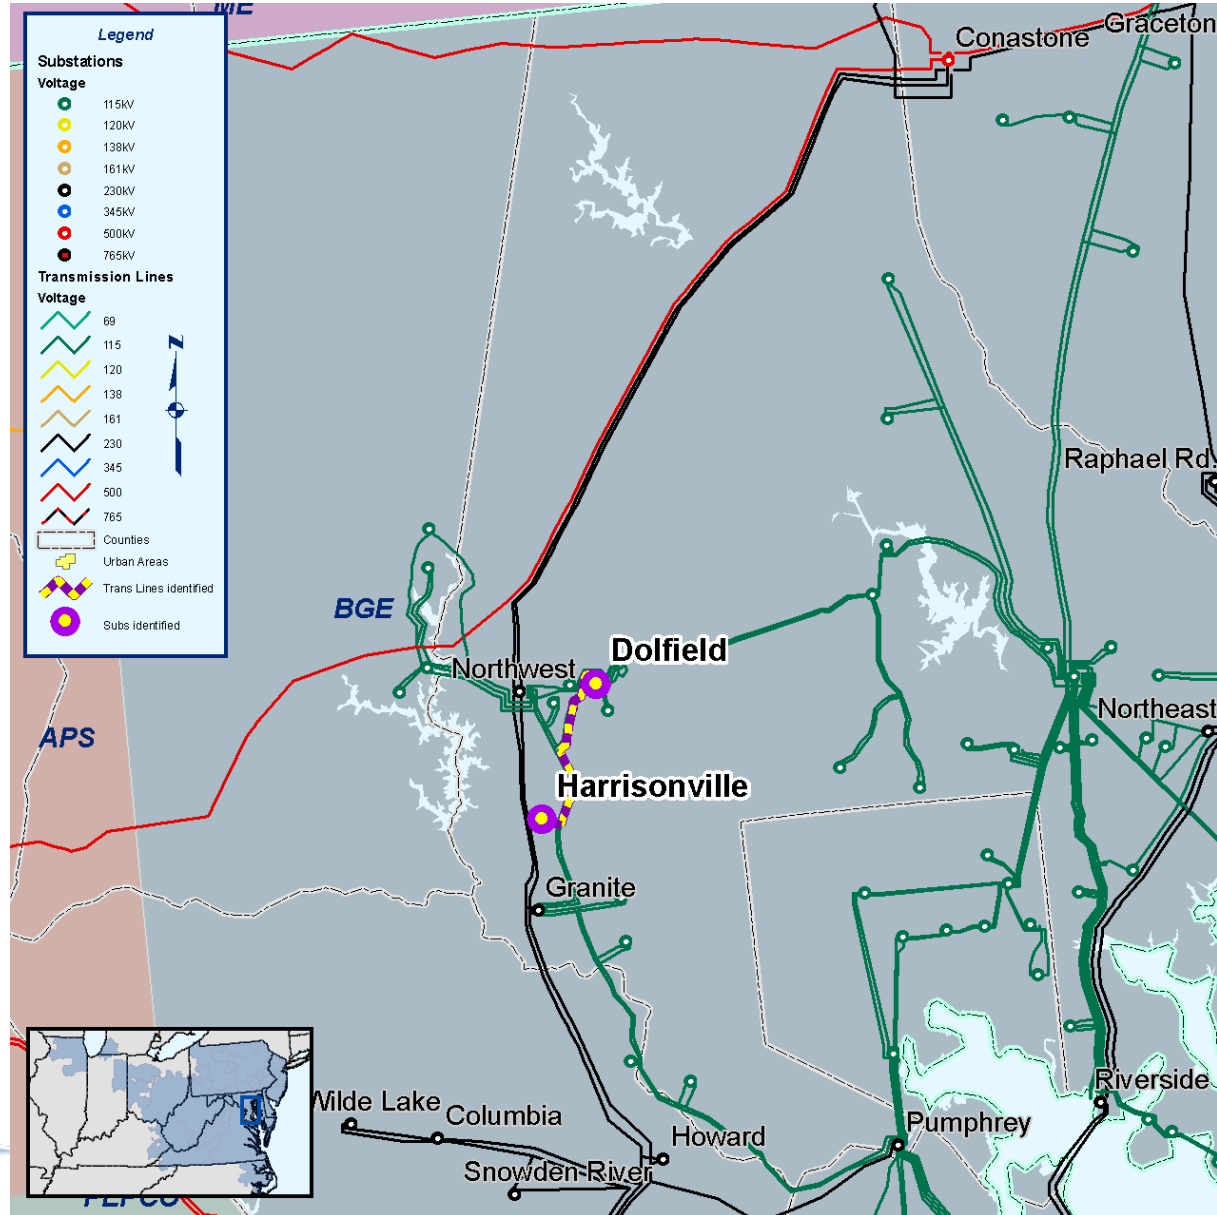 ME
Legend
Substations
Voltage
115kV
120kV
138kV
161kV
230kV
345kV
500kV
765kV
Transmission Lines
Voltage
69
115
120
138
161
230
345
500
765
Counties
Urban Areas
Trans Lines identified
Subs identified
N
Conastone
Graceton
Raphael Rd.
BGE
Dolfield
Northwest
Northeast
APS
Harrisonville
Granite
Riverside
Wilde Lake
Columbia
Howard
Pumphrey
Snowden River
PEPCO